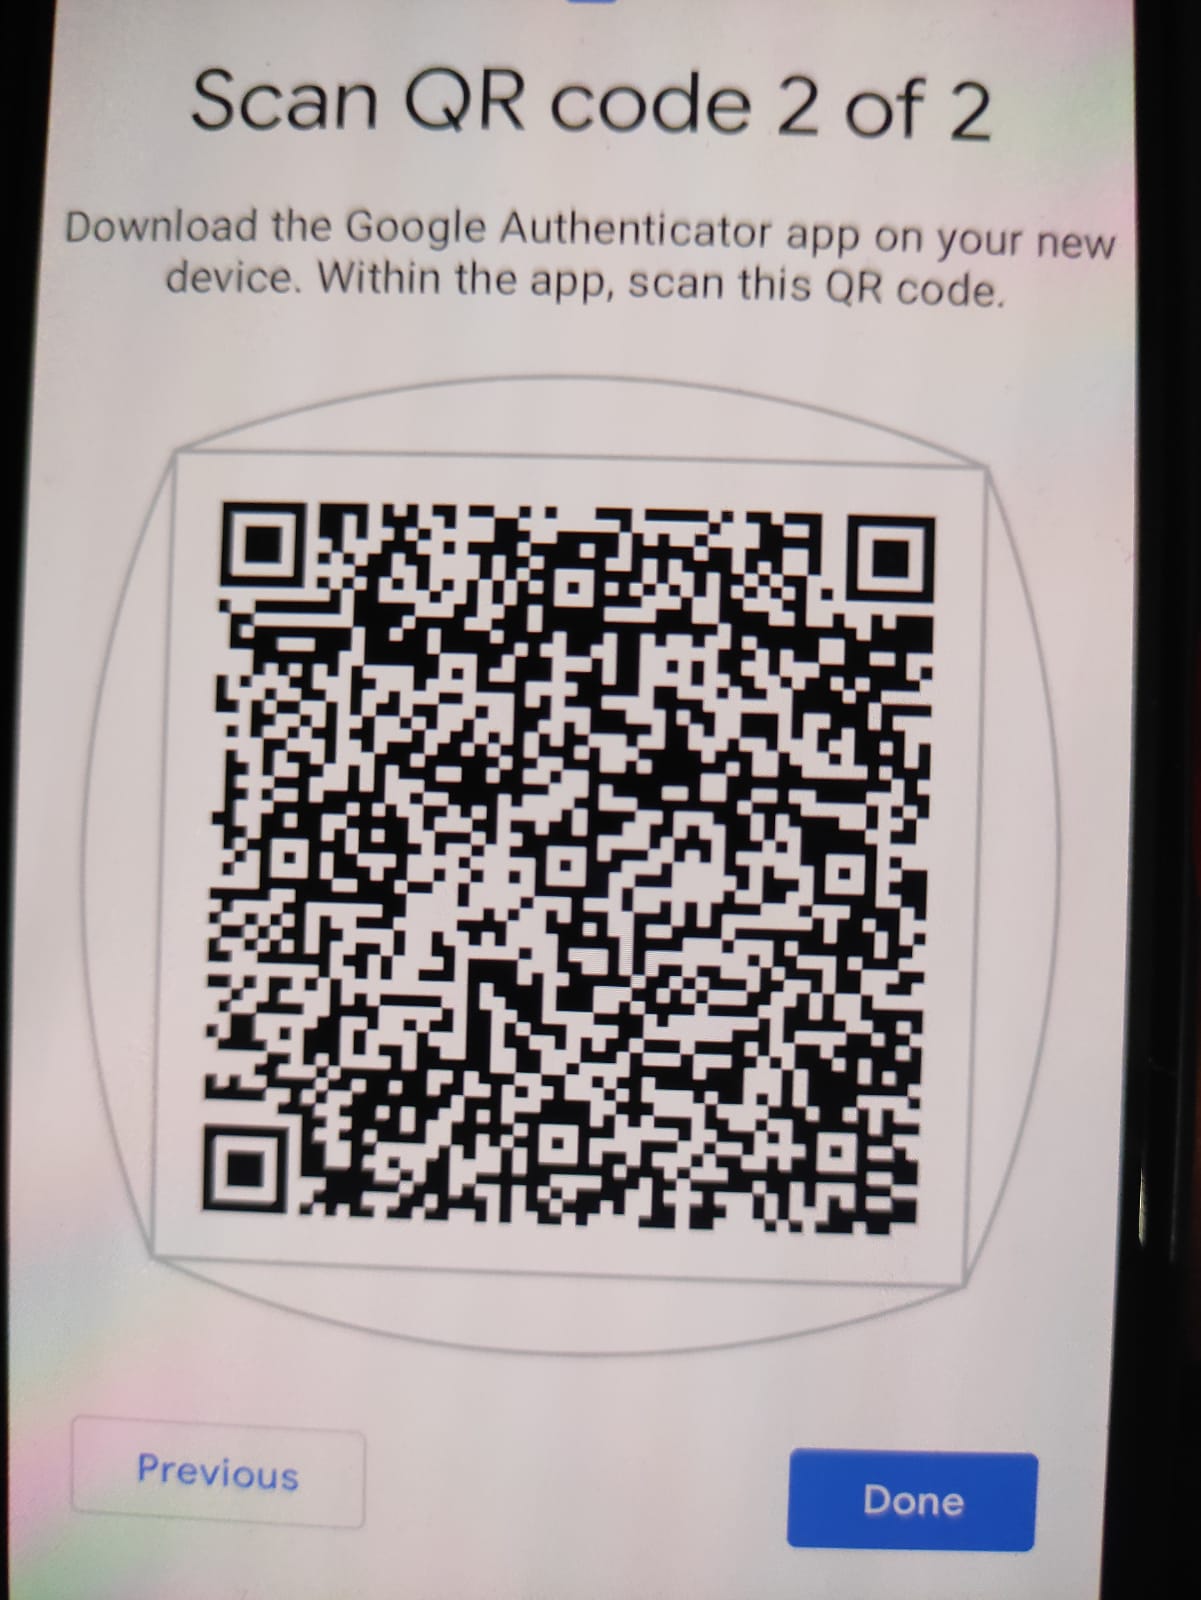 Scan QR code 2 of 2
Download the Google Authenticator app on your new
device. Within the app, scan this QR code.
Previous
Done